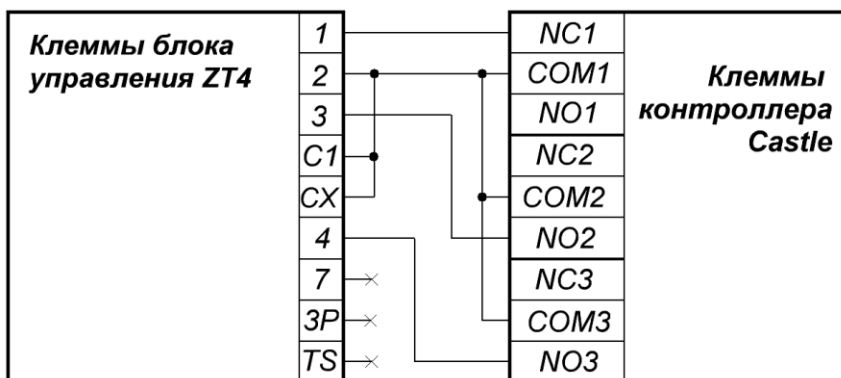 Клеммы блока
управления ZT4
1
2
3
C1
CX
4
7
3P
TS
NC1
COM1
NO1
NC2
COM2
NO2
NC3
COM3
NO3
Клеммы
контроллера
Castle